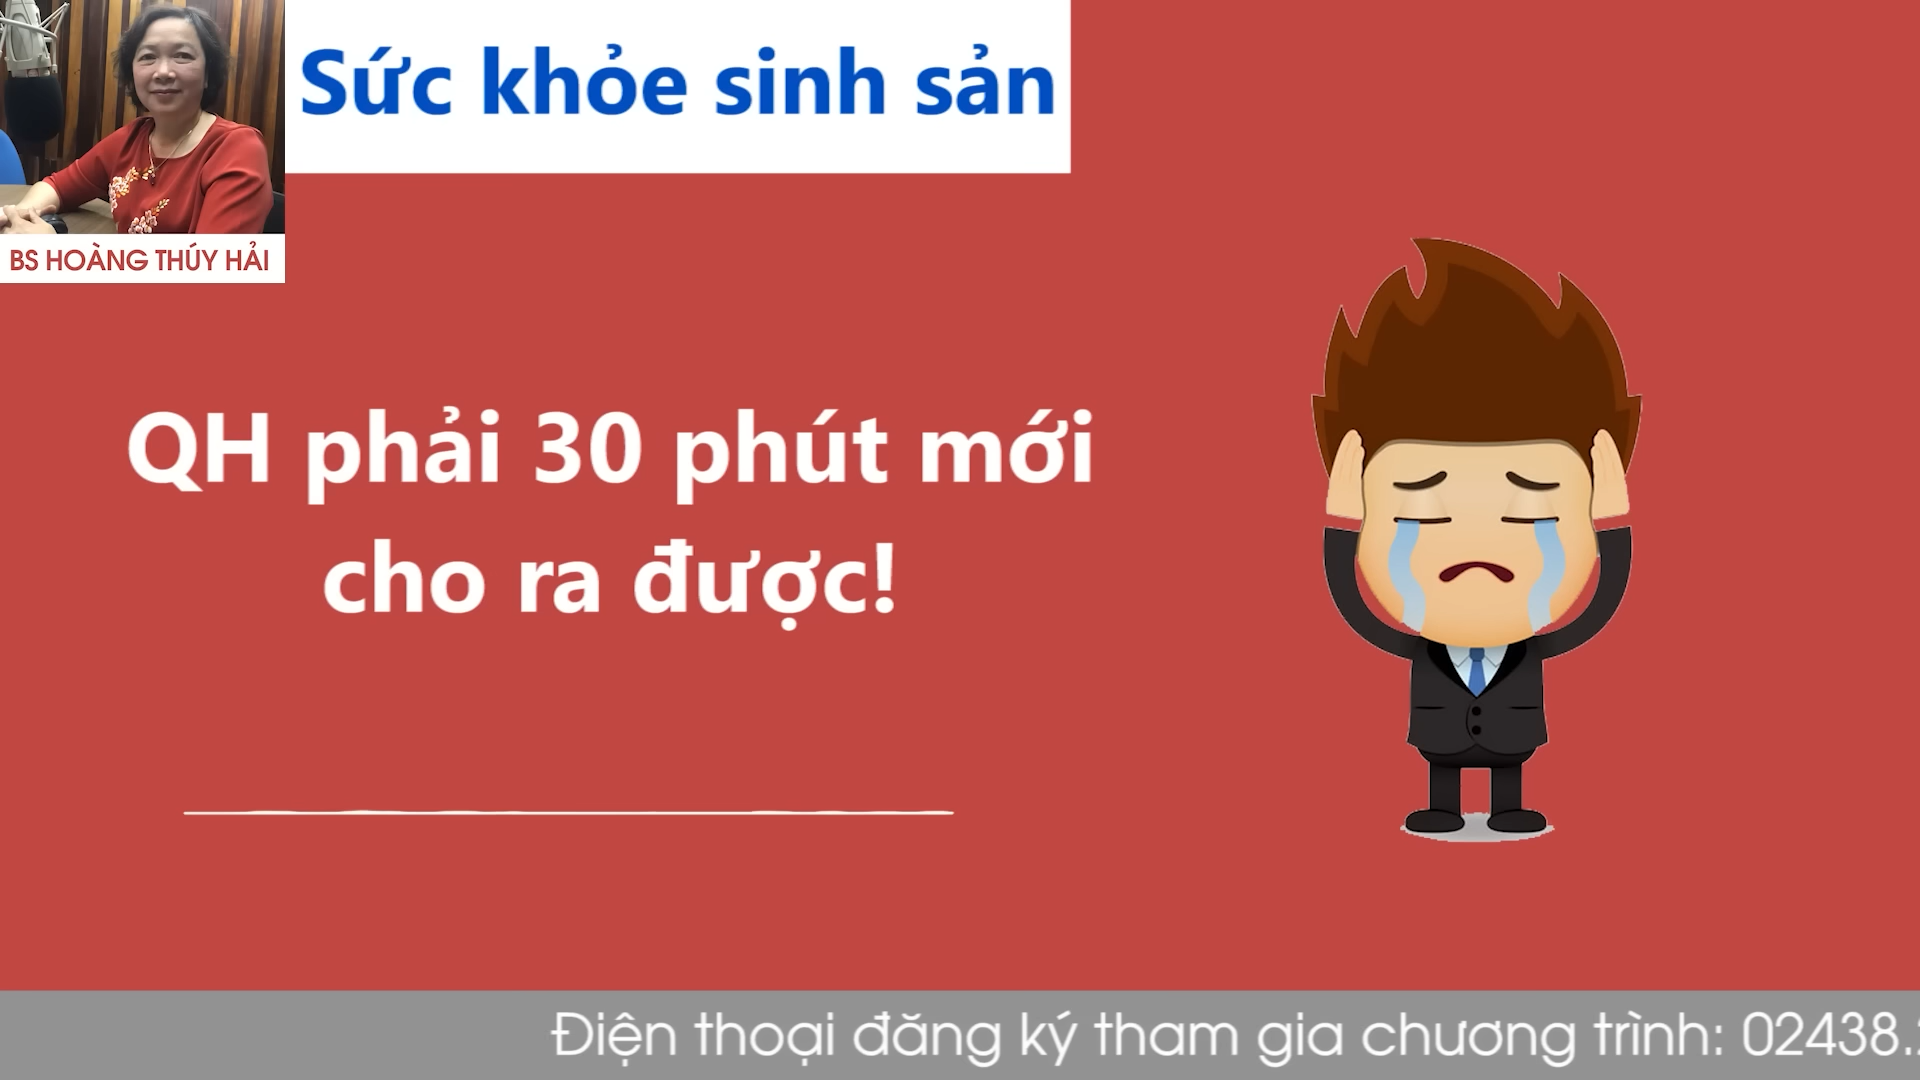 Sức khỏe sinh sản
BS HOÀNG THÚY HẢI
QH phải 30 phút mới
cho ra được!
Điện thoại đăng ký tham gia chương trình: 02438.